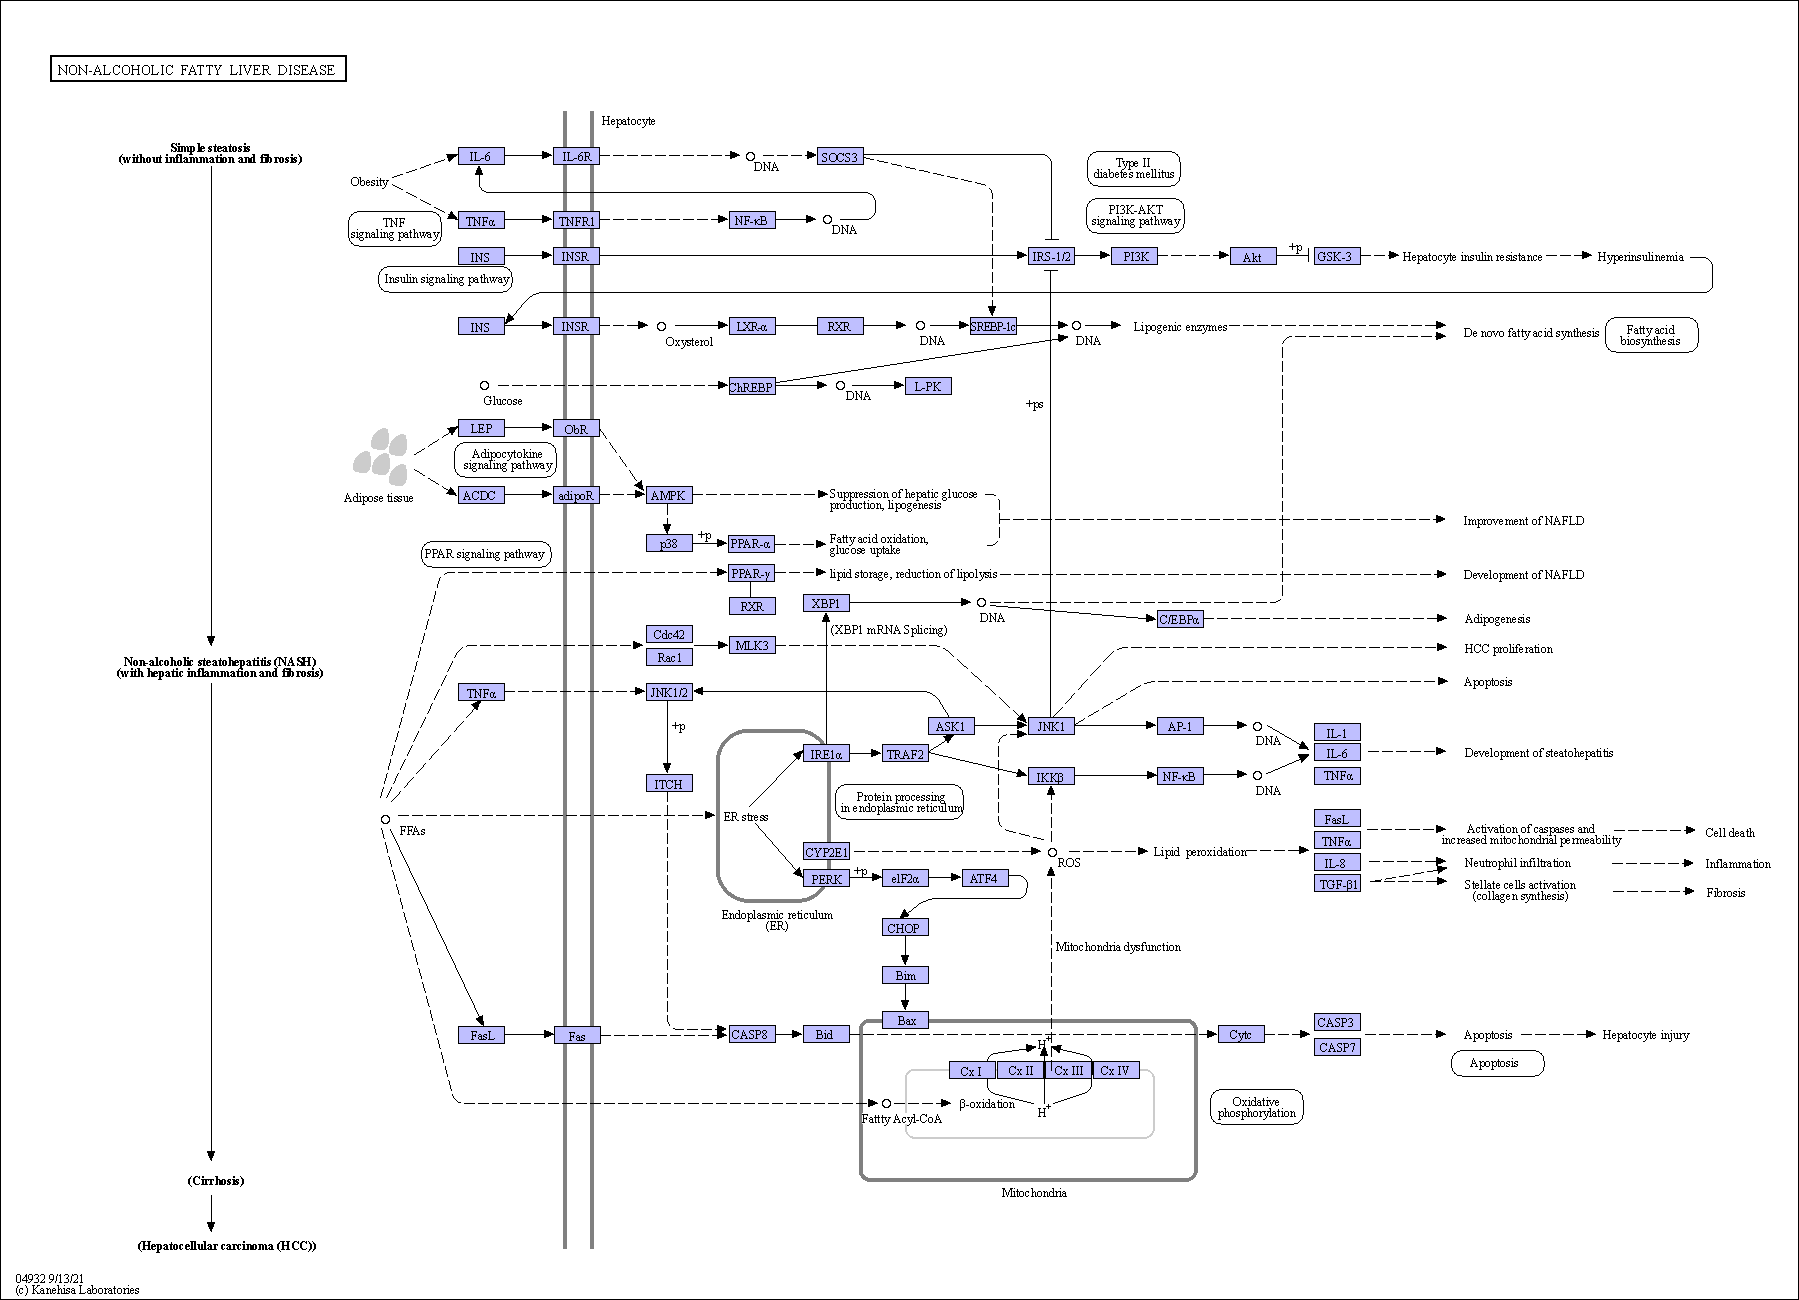 NON-ALCOHOLIC FATTY LIVER DISEASE
Hepatocyte
Simple steatosis
(without inflammation and fibrosis)
Non-alcoholic steatohepatitis (NASH)
(with hepatic inflammation and fibrosis)
(Cirrhosis)
(Hepatocellular carcinoma (HCC))
Obesity
IL-6
IL-6R
DNA
SOCS3
Type II
diabetes mellitus
TNF
signaling pathway
TNFα
TNFR1
NF-κB
DNA
PI3K-AKT
signaling pathway
INS
INSR
IRS-1/2
PI3K
Akt
+p
GSK-3
Hepatocyte insulin resistance
Hyperinsulinemia
Insulin signaling pathway
INS
INSR
Oxysterol
LXR-α
RXR
DNA
SREBP-1c
DNA
Lipogenic enzymes
De novo fatty acid synthesis
Fatty acid
biosynthesis
Glucose
ChREBP
DNA
L-PK
+ps
LEP
ObR
Adipocytokine
signaling pathway
Adipose tissue
ACDC
adipoR
AMPK
Suppression of hepatic glucose
production, lipogenesis
Improvement of NAFLD
p38
+p
PPAR-α
Fatty acid oxidation,
glucose uptake
PPAR signaling pathway
PPAR-γ
lipid storage, reduction of lipolysis
Development of NAFLD
RXR
XBP1
(XBP1 mRNA Splicing)
DNA
C/EBPα
Adipogenesis
Cdc42
Rac1
MLK3
HCC proliferation
TNFα
JNK1/2
Apoptosis
+p
ASK1
JNK1
AP-1
DNA
IL-1
IL-6
TNFα
Development of steatohepatitis
IRE1α
TRAF2
IKKβ
NF-κB
DNA
ITCH
Protein processing
in endoplasmic reticulum
FFAs
ER stress
CYP2E1
ROS
Lipid peroxidation
FasL
TNFα
IL-8
TGF-β1
Activation of caspases and
increased mitochondrial permeability
Cell death
Neutrophil infiltration
Inflammation
Stellate cells activation
(collagen synthesis)
Fibrosis
PERK
+p
eIF2α
ATF4
Endoplasmic reticulum
(ER)
CHOP
Mitochondria dysfunction
Bim
Bax
FasL
Fas
CASP8
Bid
Cytc
CASP3
CASP7
Apoptosis
Hepatocyte injury
Apoptosis
H+
Cx I
Cx II
Cx III
Cx IV
β-oxidation
H+
Fattty Acyl-CoA
Oxidative
phosphorylation
Mitochondria
04932 9/13/21
(c) Kanehisa Laboratories